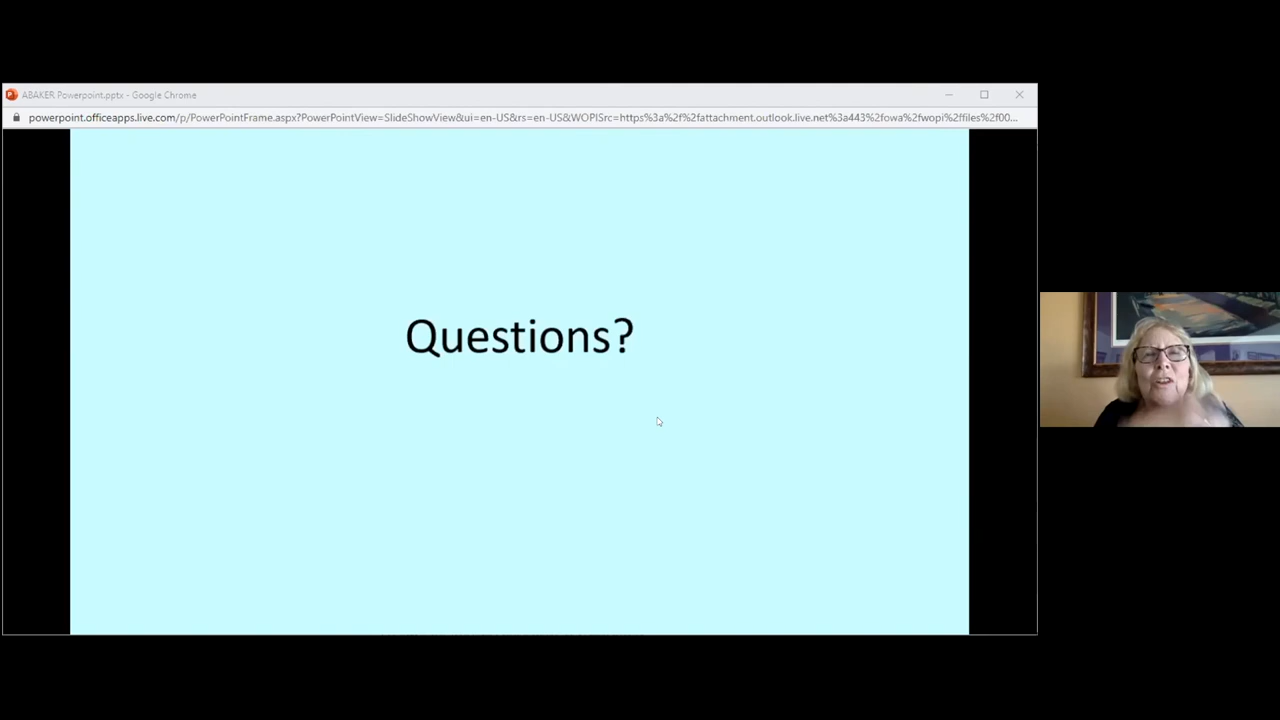 ABAKER Powerpoint.pptx - Google Chrome
powerpoint.officeapps.live.com/p/PowerPointFrame.aspx?PowerPointView=SlideShowView&ui=en-US&rs=en-US&WOPISrc=https%3a%2f%2fattachment.outlook.live.net%3a443%2fowa%2fwopi%2ffiles%2f00...
Questions?